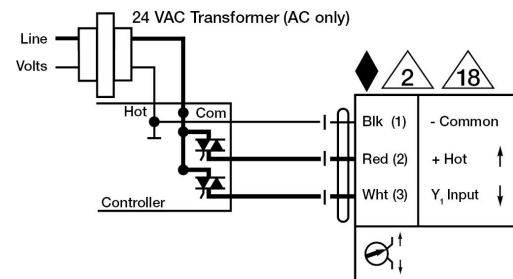 24 VAC Transformer (AC only)
Line
Volts
Hot
Com
Controller
2
18
Blk (1)
- Common
Red (2)
+ Hot
Wht (3)
Y1 Input